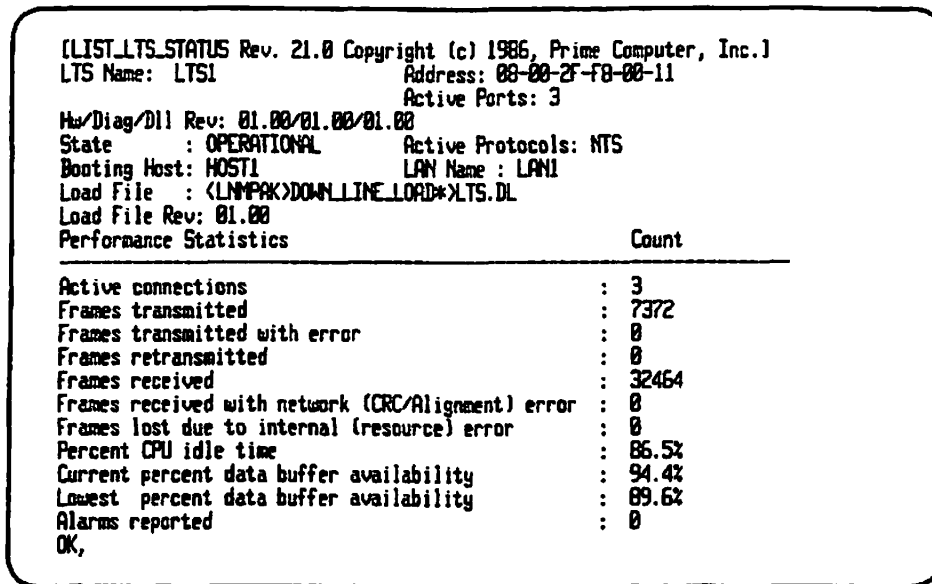 [LIST_LTS_STATUS Rev. 21.0 Copyright (c) 1986, Prime Computer, Inc.]
LTS Name: LTS1 Address: 08-00-2F-F8-00-11
Active Ports: 3
Hw/Diag/Dll Rev: 01.00/01.00/01.00
State : OPERATIONAL Active Protocols: NTS
Booting Host: HOST1 LAN Name : LAN1
Load File : <LNMPAK>DOWN_LINE_LOAD*>LTS.DL
Load File Rev: 01.00
Performance Statistics Count
Active connections : 3
Frames transmitted : 7372
Frames transmitted with error : 0
Frames retransmitted : 0
Frames received : 32464
Frames received with network (CRC/Alignment) error : 0
Frames lost due to internal (resource) error : 0
Percent CPU idle time : 86.5%
Current percent data buffer availability : 94.4%
Lowest percent data buffer availability : 89.6%
Alarms reported : 0
OK,